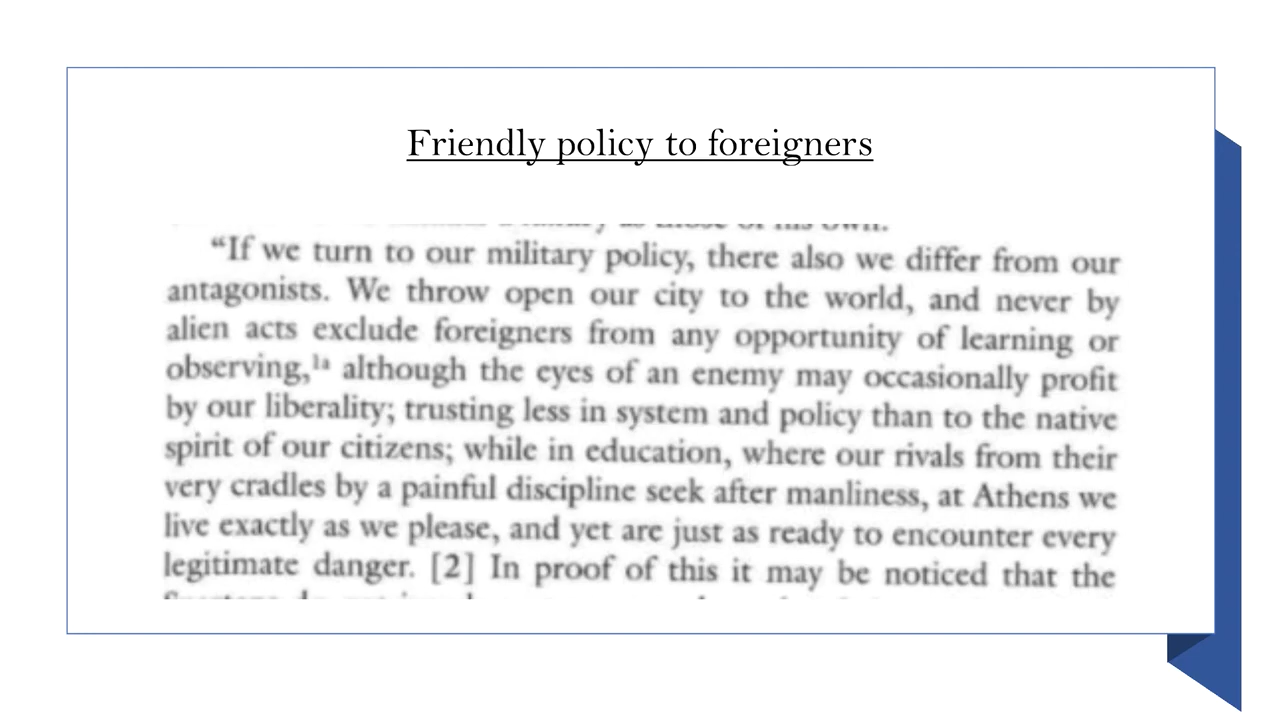 Friendly policy to foreigners
as those of his own.
“If we turn to our military policy, there also we differ from our
antagonists. We throw open our city to the world, and never by
alien acts exclude foreigners from any opportunity of learning or
observing,¹ᵃ although the eyes of an enemy may occasionally profit
by our liberality; trusting less in system and policy than to the native
spirit of our citizens; while in education, where our rivals from their
very cradles by a painful discipline seek after manliness, at Athens we
live exactly as we please, and yet are just as ready to encounter every
legitimate danger. [2] In proof of this it may be noticed that the